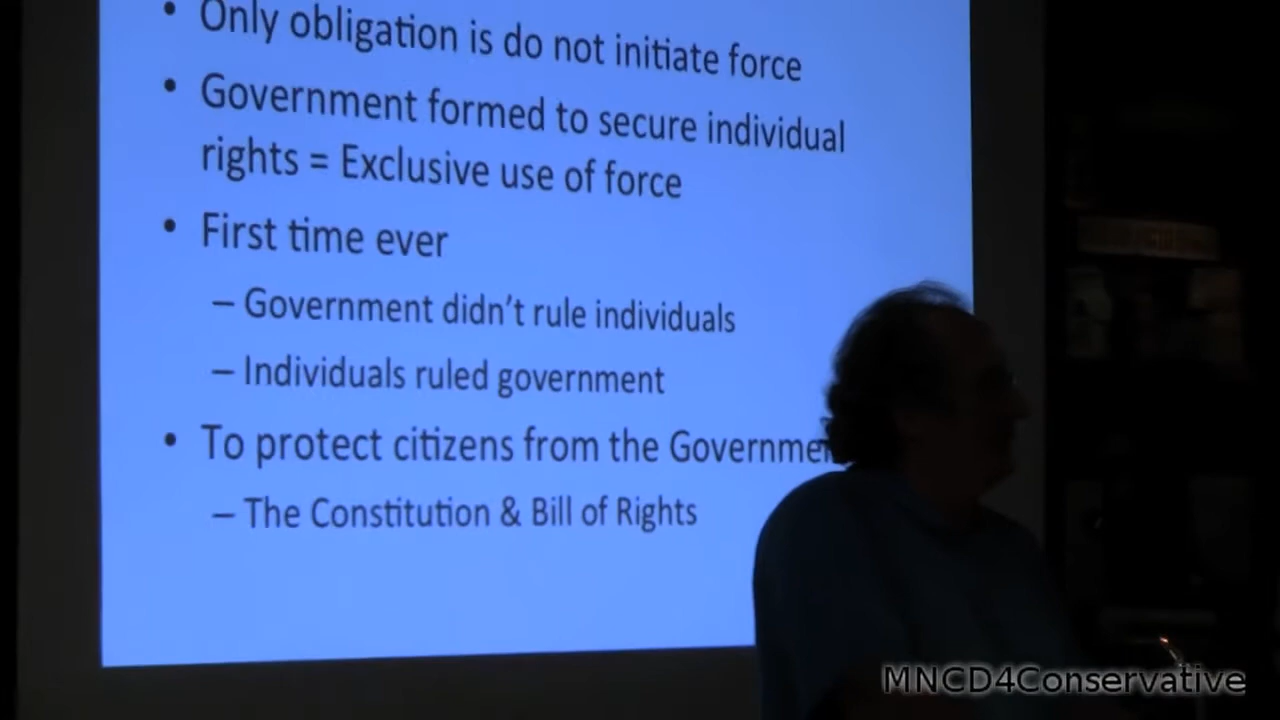 • Only obligation is do not initiate force
• Government formed to secure individual
rights = Exclusive use of force
• First time ever
– Government didn't rule individuals
– Individuals ruled government
• To protect citizens from the Governmen
– The Constitution & Bill of Rights
MNCD4Conservative